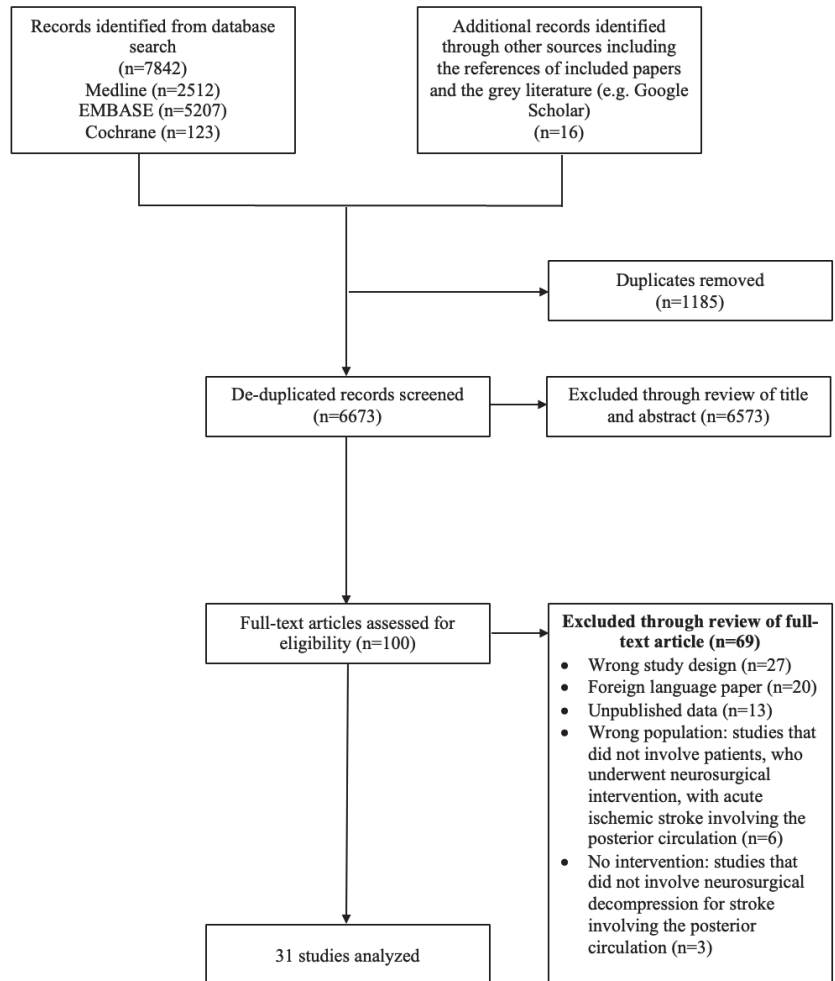 Records identified from database
search
(n=7842)
Medline (n=2512)
EMBASE (n=5207)
Cochrane (n=123)
Additional records identified
through other sources including
the references of included papers
and the grey literature (e.g. Google
Scholar)
(n=16)
Duplicates removed
(n=1185)
De-duplicated records screened
(n=6673)
Excluded through review of title
and abstract (n=6573)
Full-text articles assessed for
eligibility (n=100)
Excluded through review of full-
text article (n=69)
• Wrong study design (n=27)
• Foreign language paper (n=20)
• Unpublished data (n=13)
• Wrong population: studies that
did not involve patients, who
underwent neurosurgical
intervention, with acute
ischemic stroke involving the
posterior circulation (n=6)
• No intervention: studies that
did not involve neurosurgical
decompression for stroke
involving the posterior
circulation (n=3)
31 studies analyzed